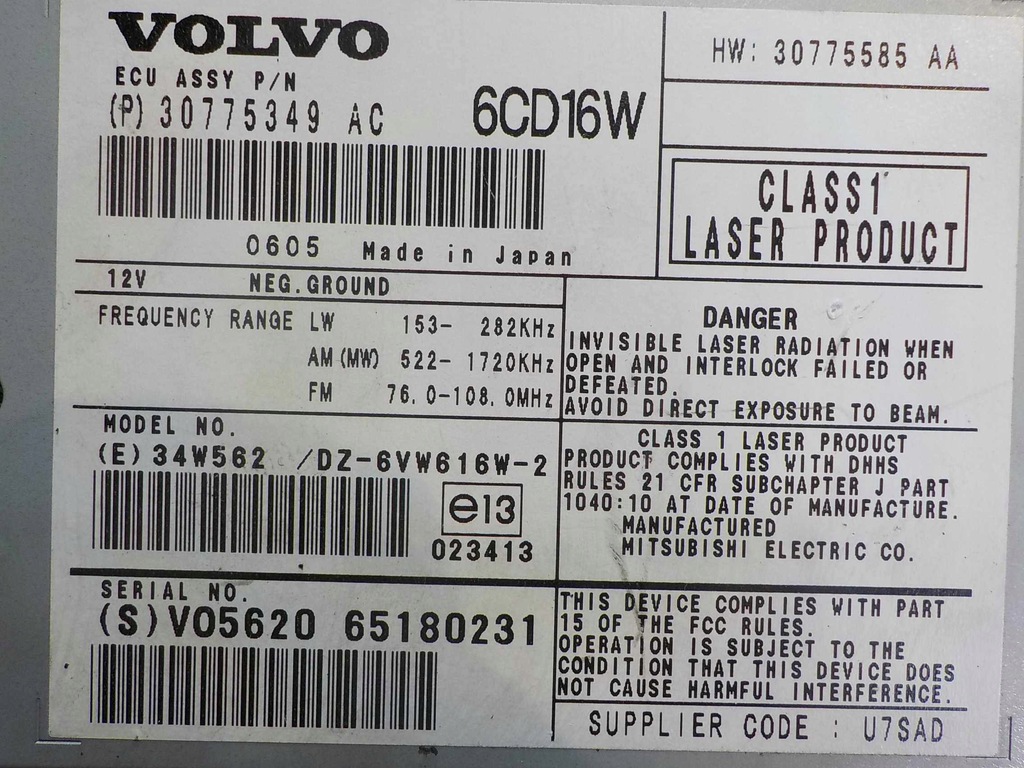 VOLVO
ECU ASSY P/N
(P) 30775349 AC
6CD16W
0605 Made in Japan
HW: 30775585 AA
CLASS1
LASER PRODUCT
12V NEG.GROUND
FREQUENCY RANGE LW 153- 282KHz
AM (MW) 522- 1720KHz
FM 76.0-108.0MHz
DANGER
INVISIBLE LASER RADIATION WHEN
OPEN AND INTERLOCK FAILED OR
DEFEATED.
AVOID DIRECT EXPOSURE TO BEAM.
MODEL NO.
(E) 34W562 /DZ-6VW616W-2
e13
023413
CLASS 1 LASER PRODUCT
PRODUCT COMPLIES WITH DHHS
RULES 21 CFR SUBCHAPTER J PART
1040:10 AT DATE OF MANUFACTURE.
MANUFACTURED
MITSUBISHI ELECTRIC CO.
SERIAL NO.
(S) VO5620 65180231
THIS DEVICE COMPLIES WITH PART
15 OF THE FCC RULES.
OPERATION IS SUBJECT TO THE
CONDITION THAT THIS DEVICE DOES
NOT CAUSE HARMFUL INTERFERENCE.
SUPPLIER CODE : U7SAD